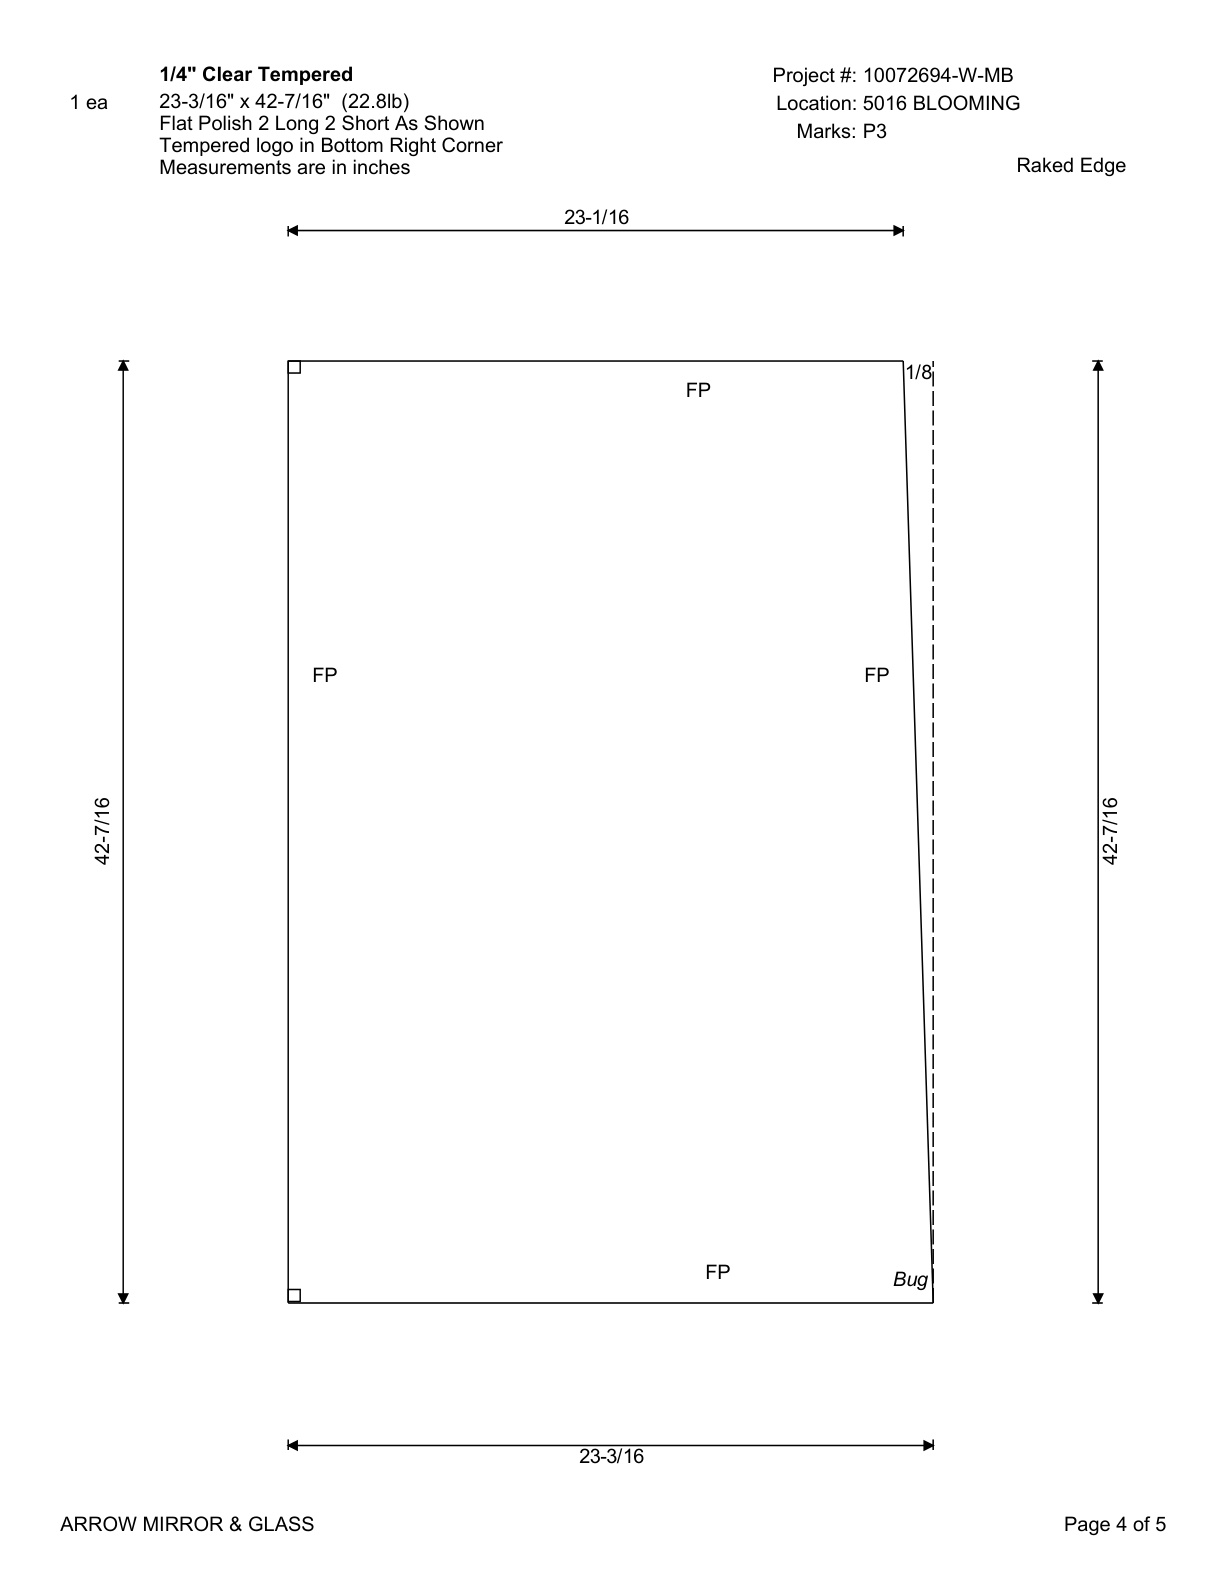 1/4" Clear Tempered
1 ea
23-3/16" x 42-7/16" (22.8lb)
Flat Polish 2 Long 2 Short As Shown
Tempered logo in Bottom Right Corner
Measurements are in inches
Project #: 10072694-W-MB
Location: 5016 BLOOMING
Marks: P3
Raked Edge
23-1/16
1/8
FP
FP
FP
42-7/16
42-7/16
FP
Bug
23-3/16
ARROW MIRROR & GLASS
Page 4 of 5